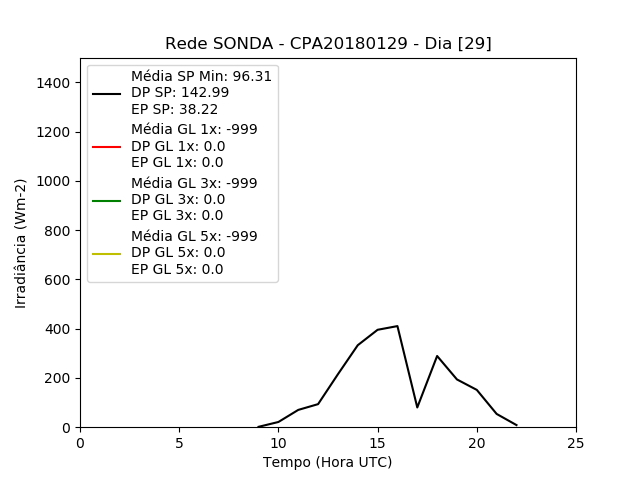 Rede SONDA - CPA20180129 - Dia [29]
Irradiância (Wm-2)
1400
1200
1000
800
600
400
200
0
Média SP Min: 96.31
DP SP: 142.99
EP SP: 38.22
Média GL 1x: -999
DP GL 1x: 0.0
EP GL 1x: 0.0
Média GL 3x: -999
DP GL 3x: 0.0
EP GL 3x: 0.0
Média GL 5x: -999
DP GL 5x: 0.0
EP GL 5x: 0.0
0 5 10 15 20 25
Tempo (Hora UTC)